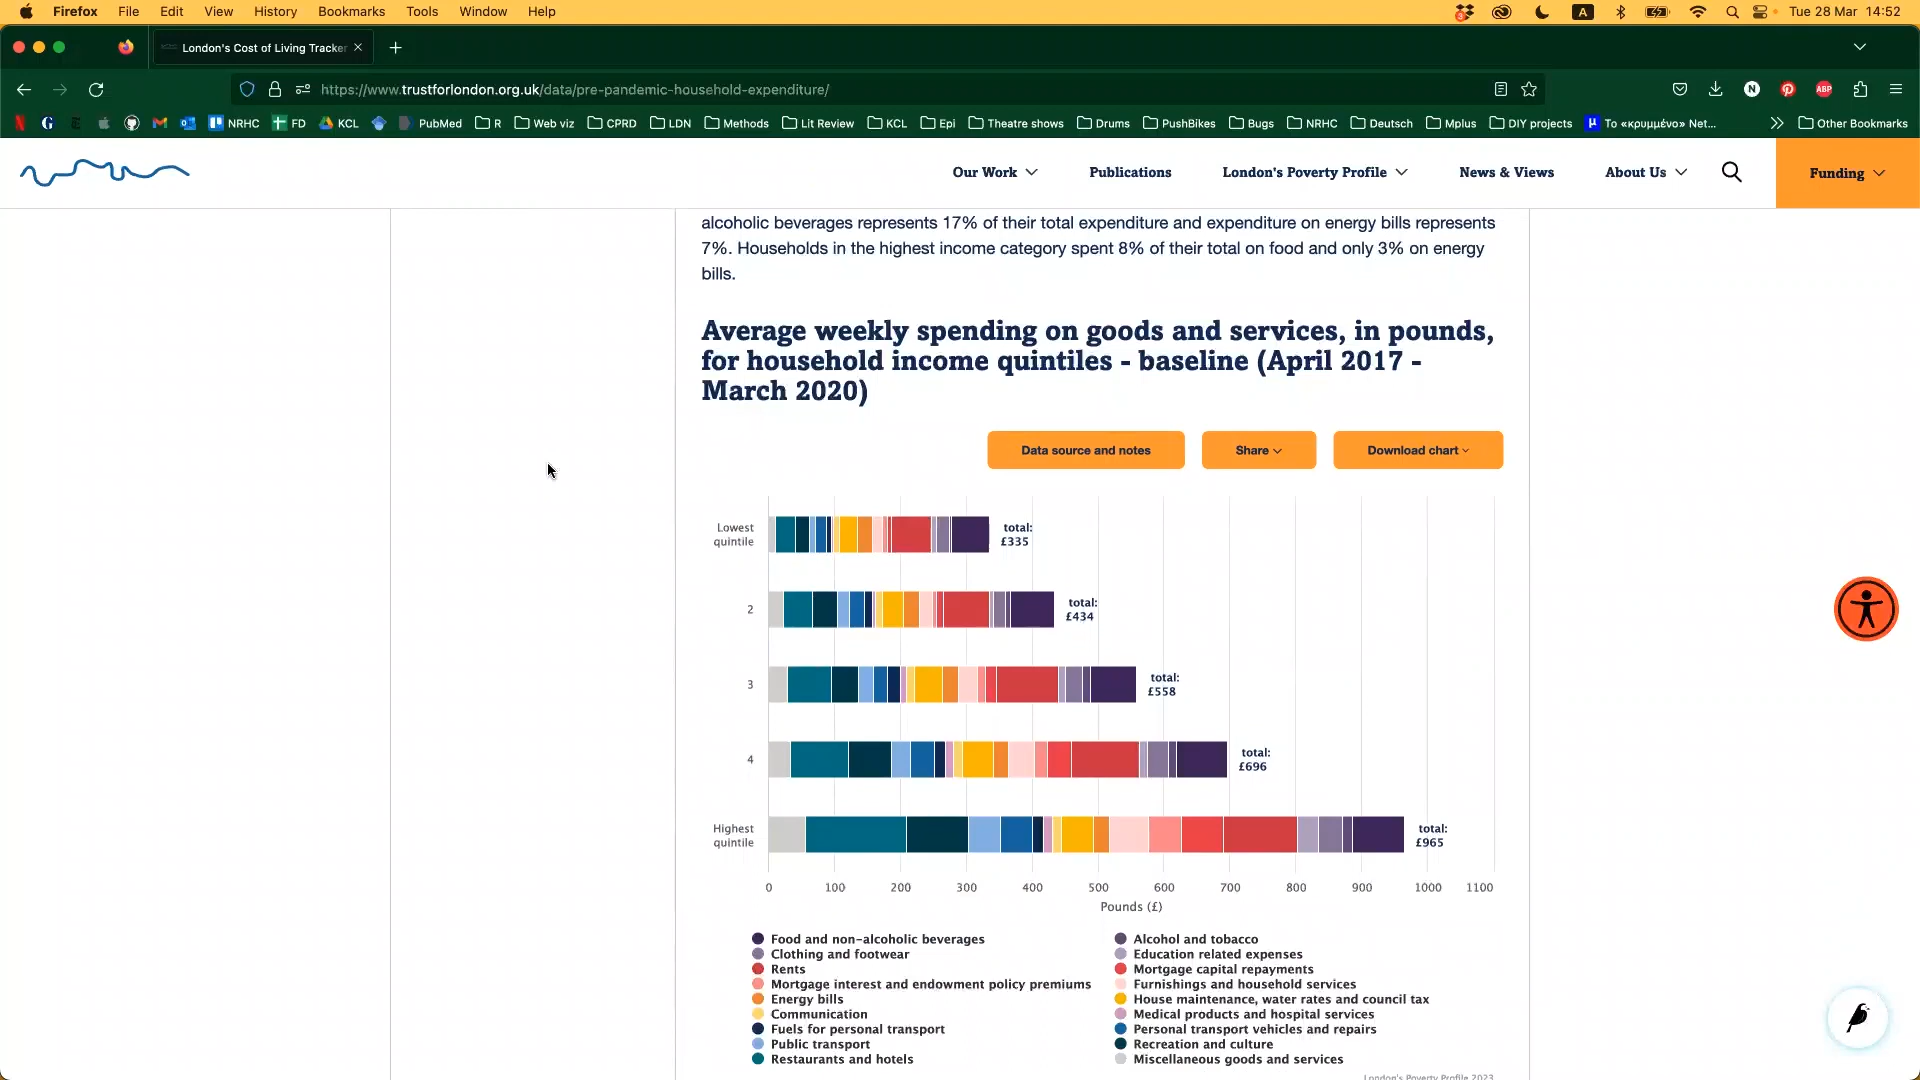 Firefox File Edit View History Bookmarks Tools Window Help A Tue 28 Mar 14:52
London's Cost of Living Tracker
https://www.trustforlondon.org.uk/data/pre-pandemic-household-expenditure/ N ABP
NRHC FD KCL PubMed R Web viz CPRD LDN Methods Lit Review KCL Epi Theatre shows Drums PushBikes Bugs NRHC Deutsch Mplus DIY projects Το «κρυμμένο» Net... Other Bookmarks
Our Work Publications London's Poverty Profile News & Views About Us Funding
alcoholic beverages represents 17% of their total expenditure and expenditure on energy bills represents
7%. Households in the highest income category spent 8% of their total on food and only 3% on energy
bills.
Average weekly spending on goods and services, in pounds,
for household income quintiles - baseline (April 2017 -
March 2020)
Data source and notes Share Download chart
Lowest
quintile
total:
£335
2
total:
£434
3
total:
£558
4
total:
£696
Highest
quintile
total:
£965
0 100 200 300 400 500 600 700 800 900 1000 1100
Pounds (£)
Food and non-alcoholic beverages
Clothing and footwear
Rents
Mortgage interest and endowment policy premiums
Energy bills
Communication
Fuels for personal transport
Public transport
Restaurants and hotels
Alcohol and tobacco
Education related expenses
Mortgage capital repayments
Furnishings and household services
House maintenance, water rates and council tax
Medical products and hospital services
Personal transport vehicles and repairs
Recreation and culture
Miscellaneous goods and services
London's Poverty Profile 2023